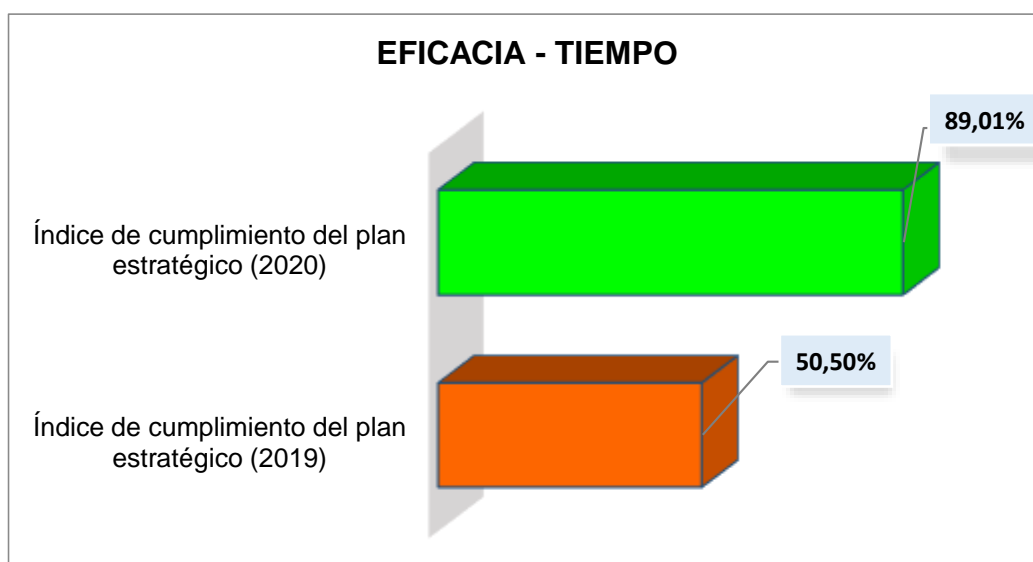 EFICACIA - TIEMPO
89,01%
Índice de cumplimiento del plan
estratégico (2020)
50,50%
Índice de cumplimiento del plan
estratégico (2019)